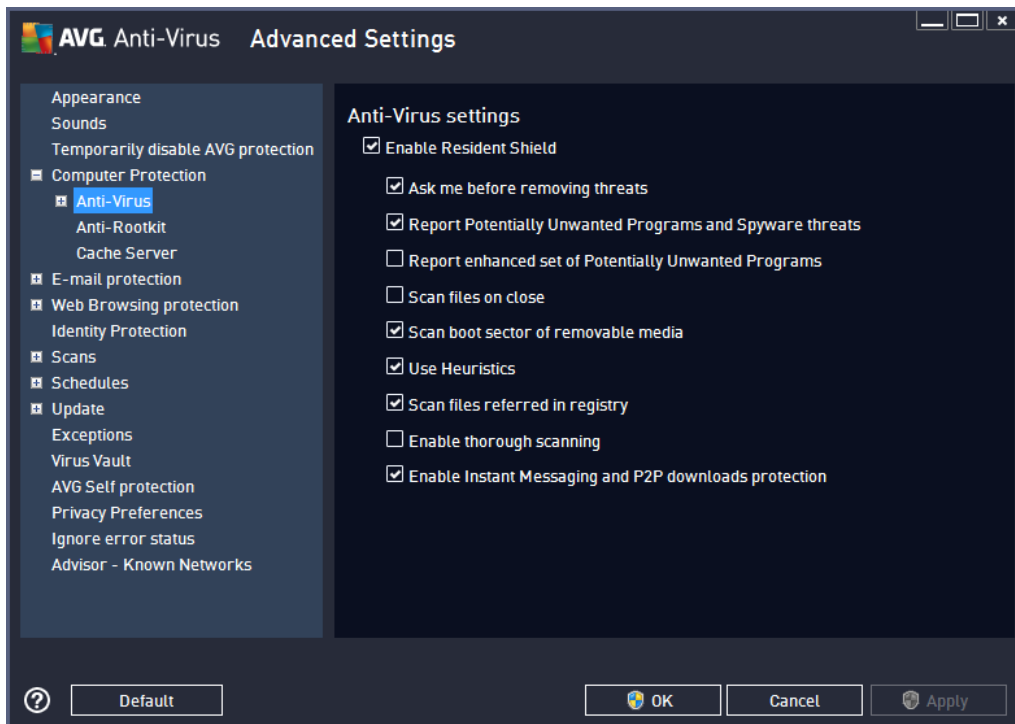 AVG. Anti-Virus Advanced Settings
Appearance
Sounds
Temporarily disable AVG protection
Computer Protection
Anti-Virus
Anti-Rootkit
Cache Server
E-mail protection
Web Browsing protection
Identity Protection
Scans
Schedules
Update
Exceptions
Virus Vault
AVG Self protection
Privacy Preferences
Ignore error status
Advisor - Known Networks
Anti-Virus settings
Enable Resident Shield
Ask me before removing threats
Report Potentially Unwanted Programs and Spyware threats
Report enhanced set of Potentially Unwanted Programs
Scan files on close
Scan boot sector of removable media
Use Heuristics
Scan files referred in registry
Enable thorough scanning
Enable Instant Messaging and P2P downloads protection
? Default OK Cancel Apply